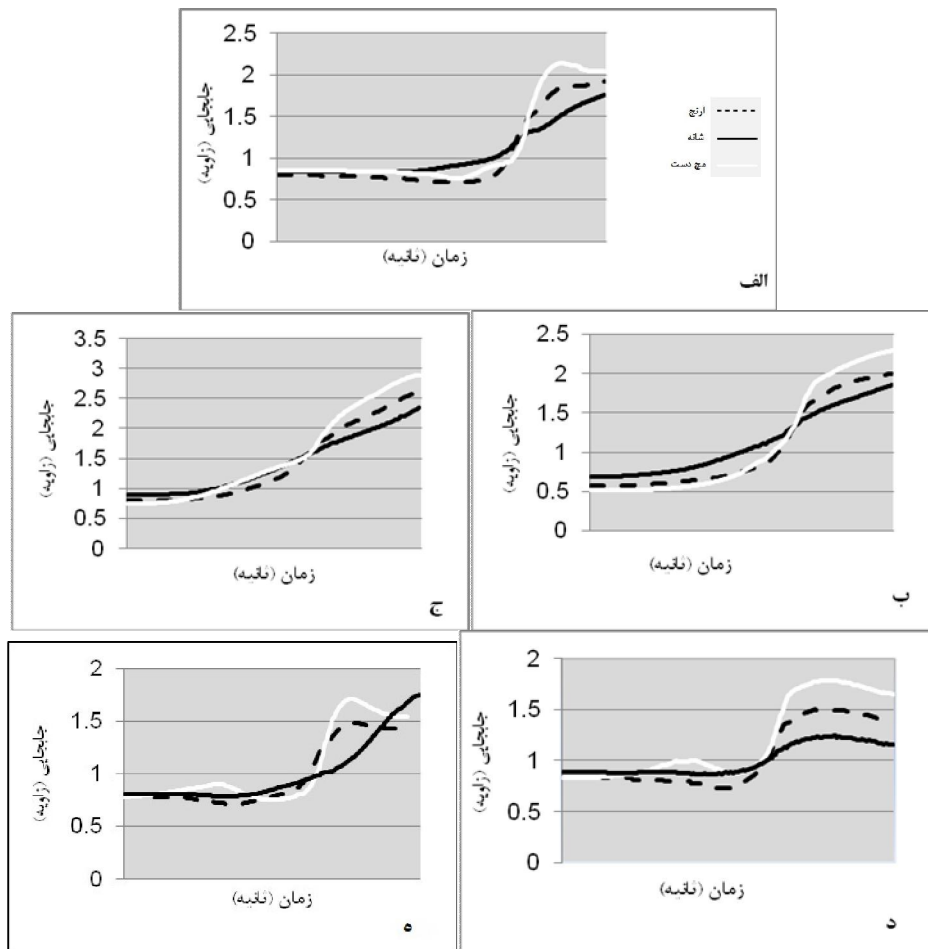 2.5
2
1.5
1
0.5
0
جابجایی (زاویه)
زمان (ثانیه)
ارنج
شانه
مچ دست
الف
2.5
2
1.5
1
0.5
0
جابجایی (زاویه)
زمان (ثانیه)
ب
3.5
3
2.5
2
1.5
1
0.5
0
جابجایی (زاویه)
زمان (ثانیه)
ج
2
1.5
1
0.5
0
جابجایی (زاویه)
زمان (ثانیه)
د
2
1.5
1
0.5
0
جابجایی (زاویه)
زمان (ثانیه)
ه